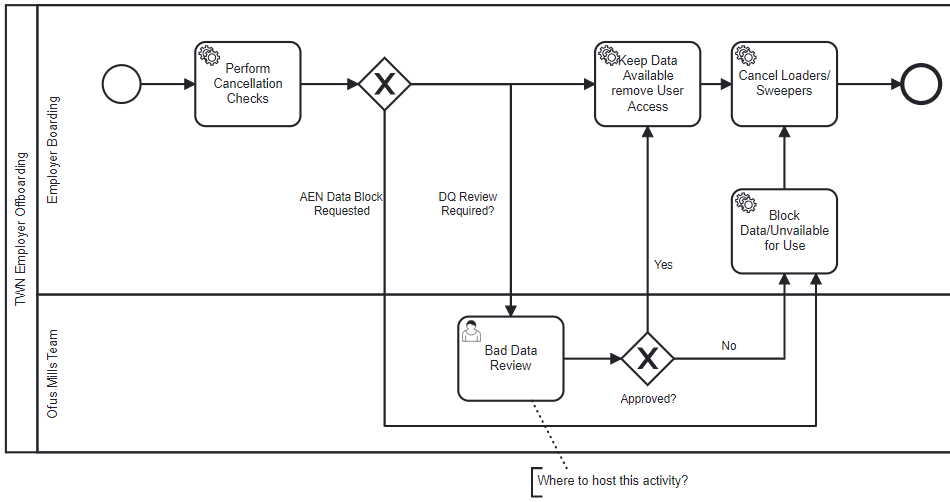 TWN Employer Offboarding
Employer Boarding
Perform
Cancellation
Checks
Keep Data
Available
remove User
Access
Cancel Loaders/
Sweepers
AEN Data Block
Requested
DQ Review
Required?
Block
Data/Unvailable
for Use
Yes
Ofus Mills Team
Bad Data
Review
No
Approved?
Where to host this activity?